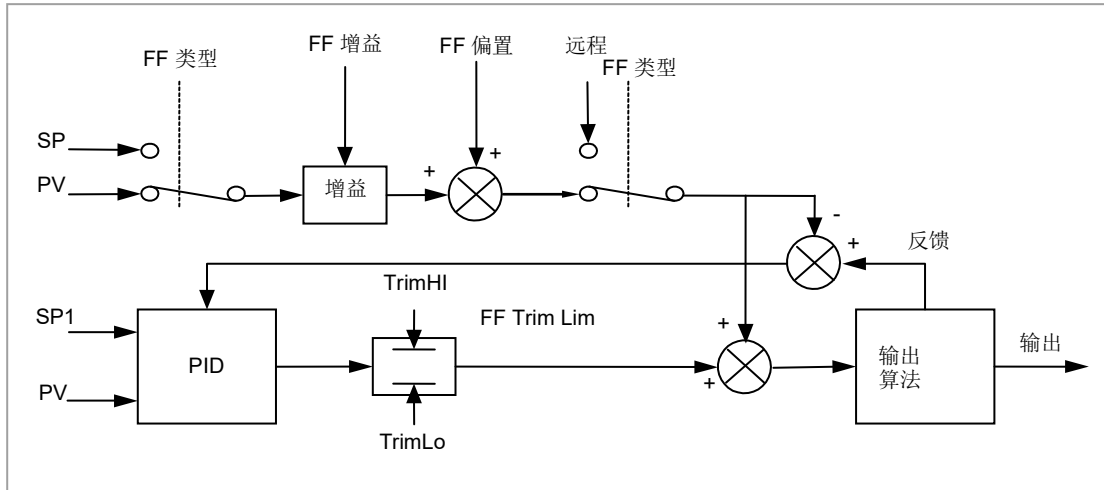 FF 增益
FF 偏置
远程
FF 类型
FF 类型
SP
PV
增益
+
+
-
+
反馈
TrimHI
SP1
PV
PID
FF Trim Lim
+
+
输出
算法
输出
TrimLo